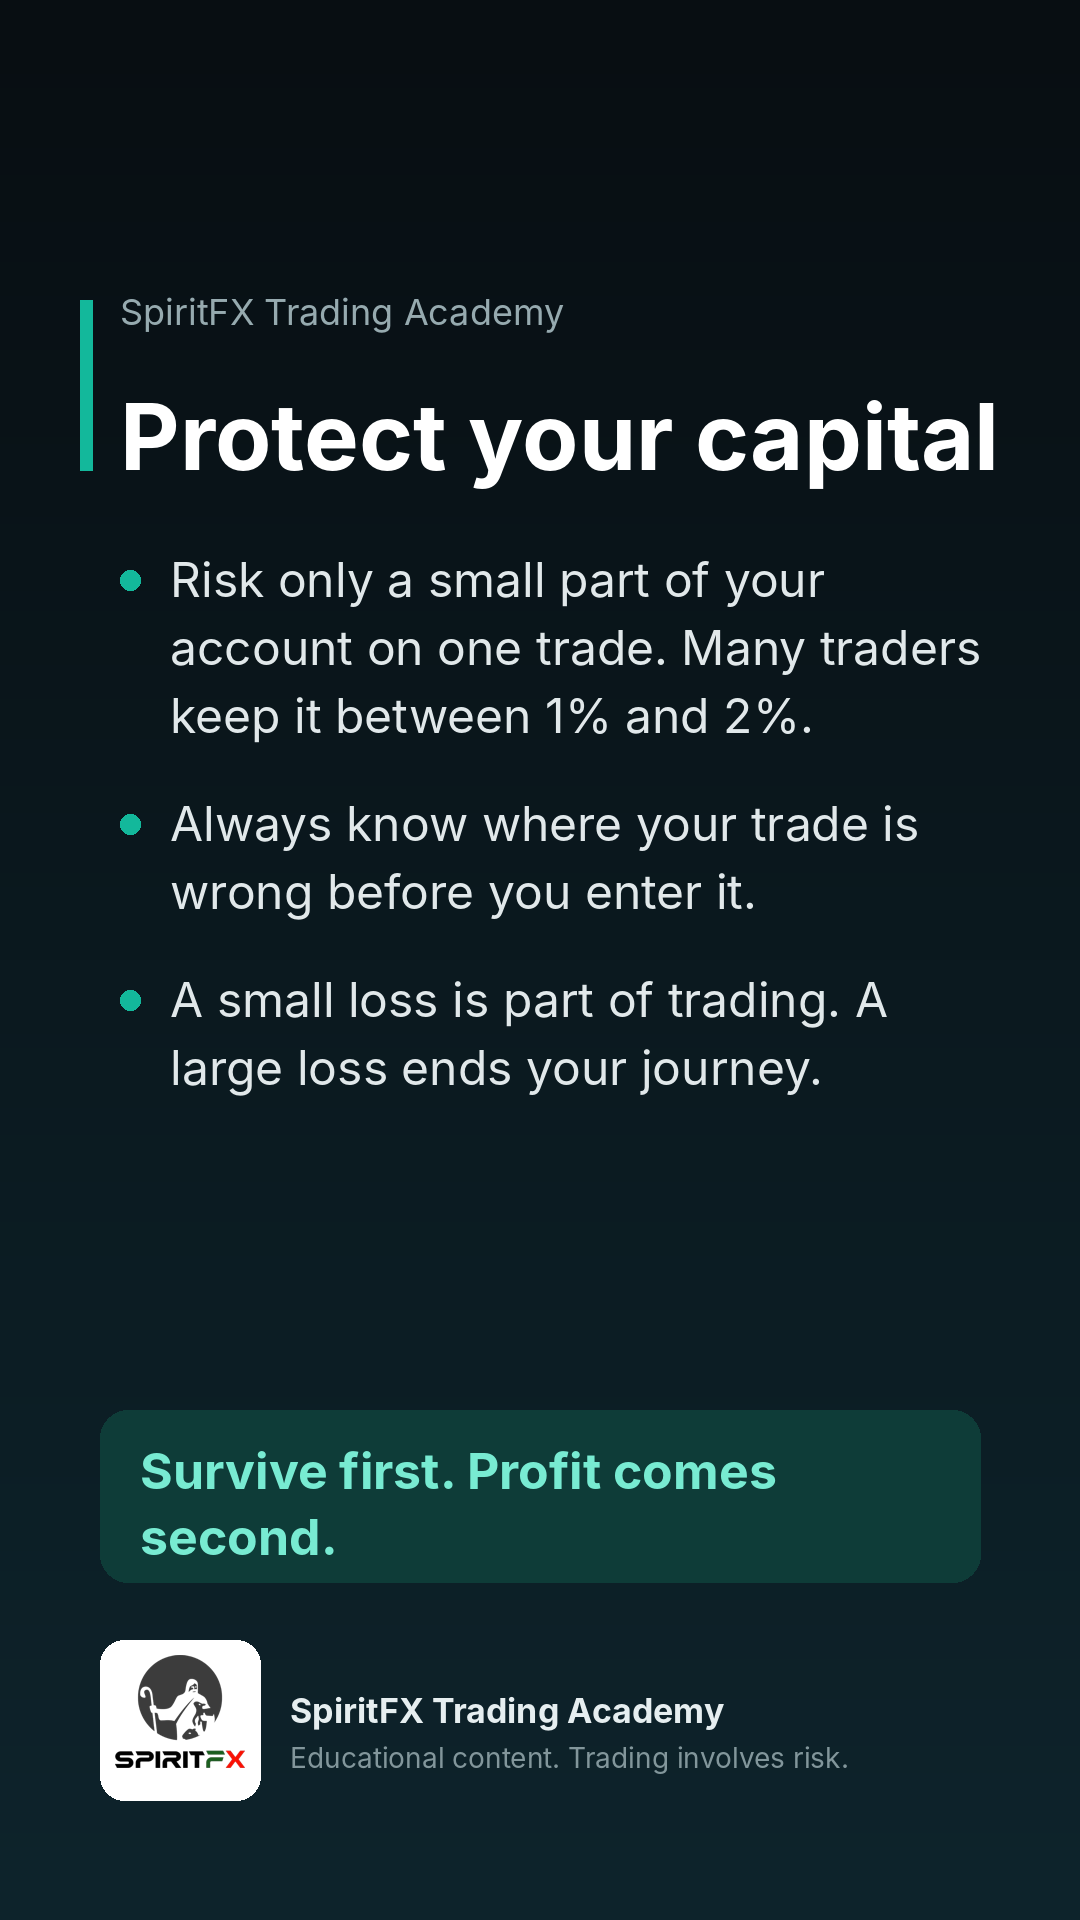 SpiritFX Trading Academy
Protect your capital
Risk only a small part of your
account on one trade. Many traders
keep it between 1% and 2%.
Always know where your trade is
wrong before you enter it.
A small loss is part of trading. A
large loss ends your journey.
Survive first. Profit comes
second.
SPIRITFX
SpiritFX Trading Academy
Educational content. Trading involves risk.